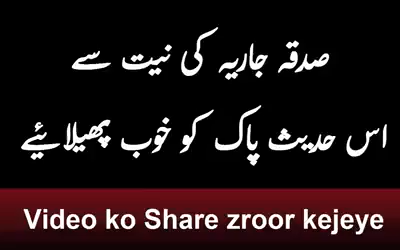 صدقہ جاریہ کی نیت سے
اس حدیث پاک کو خوب پھیلائیے
Video ko Share zroor kejeye